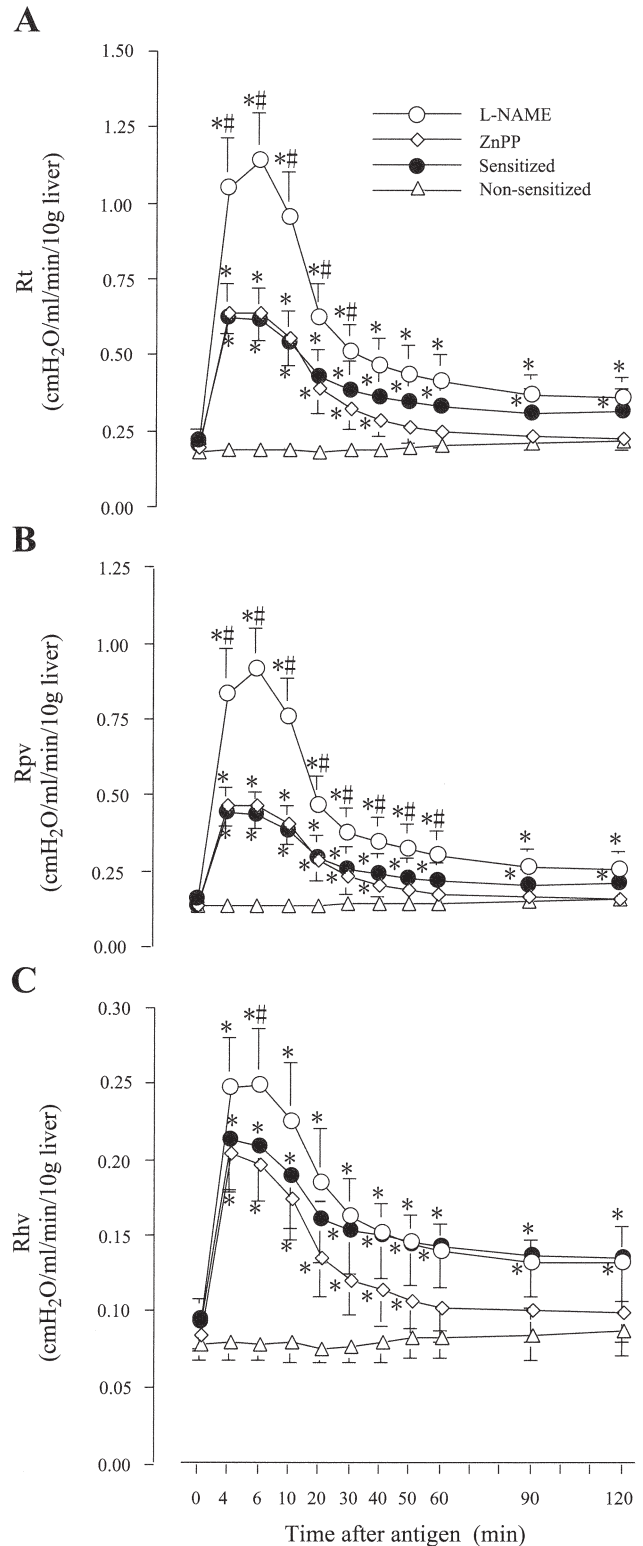 A
1.50
1.25
1.00
0.75
0.50
0.25
0.00
Rt
(cmH2O/ml/min/10g liver)
L-NAME
ZnPP
Sensitized
Non-sensitized
*# *# *# *# *# * * * * *
* * * * * * * * * *
* * * * * *
B
1.25
1.00
0.75
0.50
0.25
0.00
Rpv
(cmH2O/ml/min/10g liver)
*# *# *# *# *# *# *# *# * *
* * * * * * * * * *
* * * * * *
C
0.30
0.25
0.20
0.15
0.10
0.05
0.00
Rhv
(cmH2O/ml/min/10g liver)
* *# * * * * * * * *
* * * * * * * * *
* * * * * * *
0 4 6 10 20 30 40 50 60 90 120
Time after antigen (min)